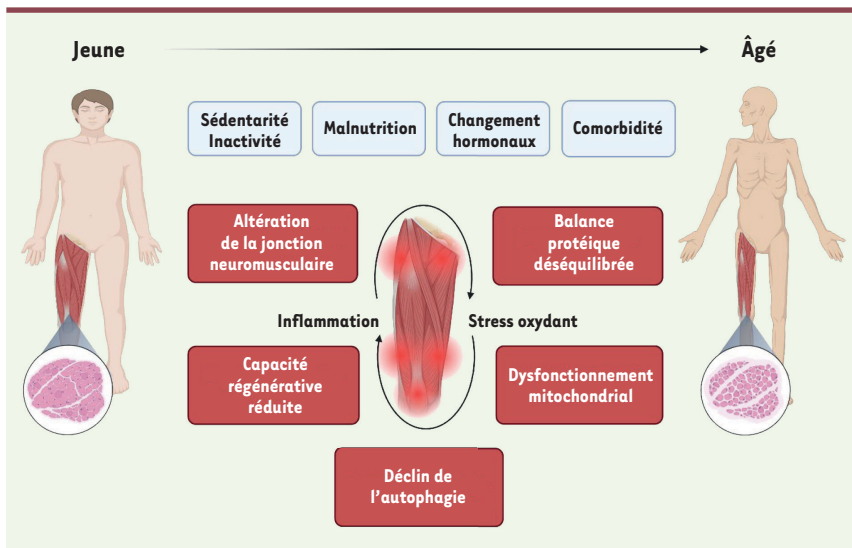 Jeune
Âgé
Sédentarité
Inactivité
Malnutrition
Changement
hormonaux
Comorbidité
Altération
de la jonction
neuromusculaire
Balance
protéique
déséquilibrée
Inflammation
Stress oxydant
Capacité
régénérative
réduite
Dysfonctionnement
mitochondrial
Déclin de
l'autophagie